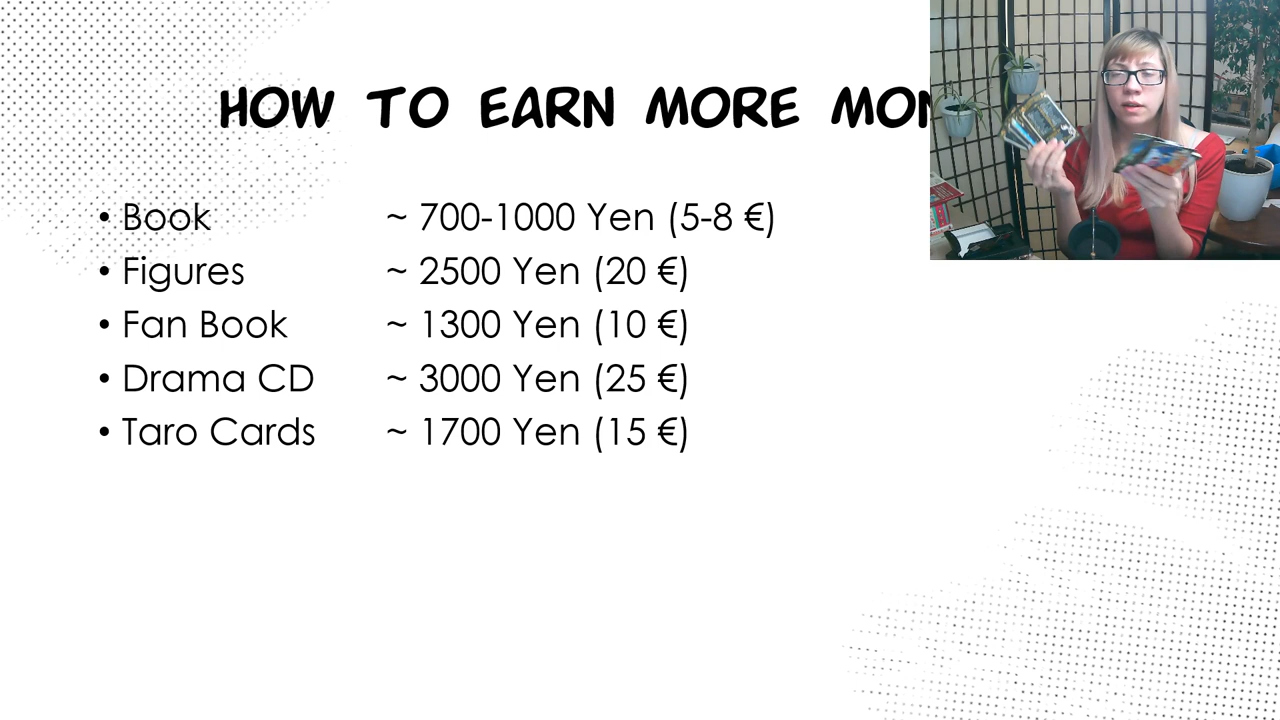 HOW TO EARN MORE
• Book ~ 700-1000 Yen (5-8 €)
• Figures ~ 2500 Yen (20 €)
• Fan Book ~ 1300 Yen (10 €)
• Drama CD ~ 3000 Yen (25 €)
• Taro Cards ~ 1700 Yen (15 €)